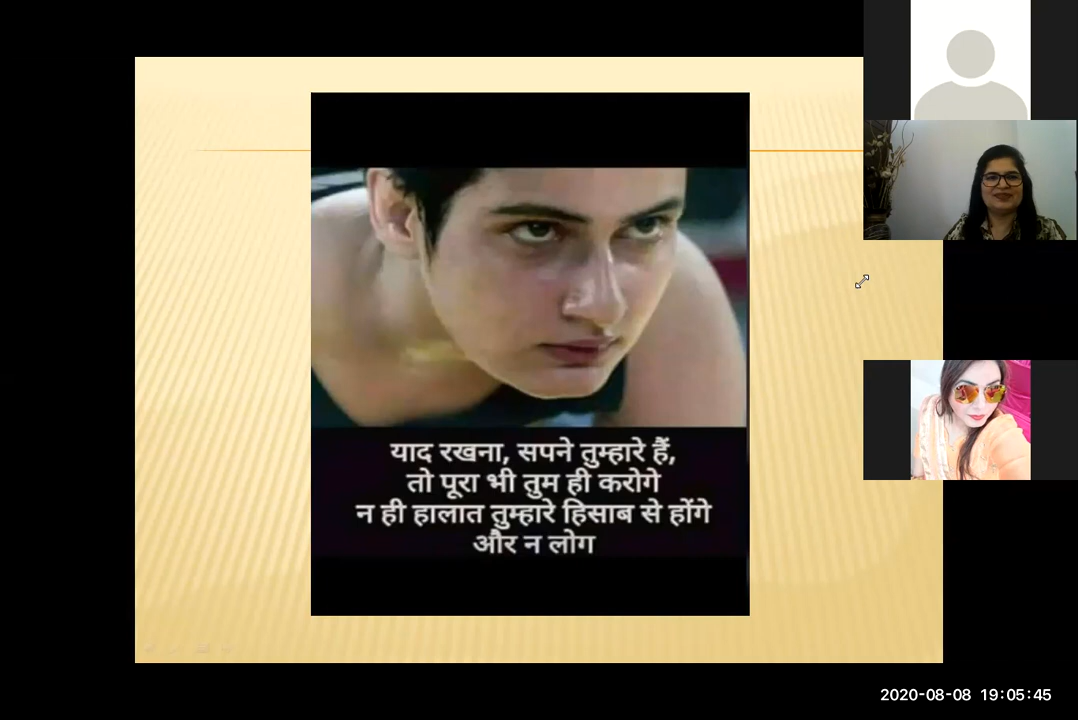 याद रखना, सपने तुम्हारे हैं,
तो पूरा भी तुम ही करोगे
न ही हालात तुम्हारे हिसाब से होंगे
और न लोग
2020-08-08 19:05:45